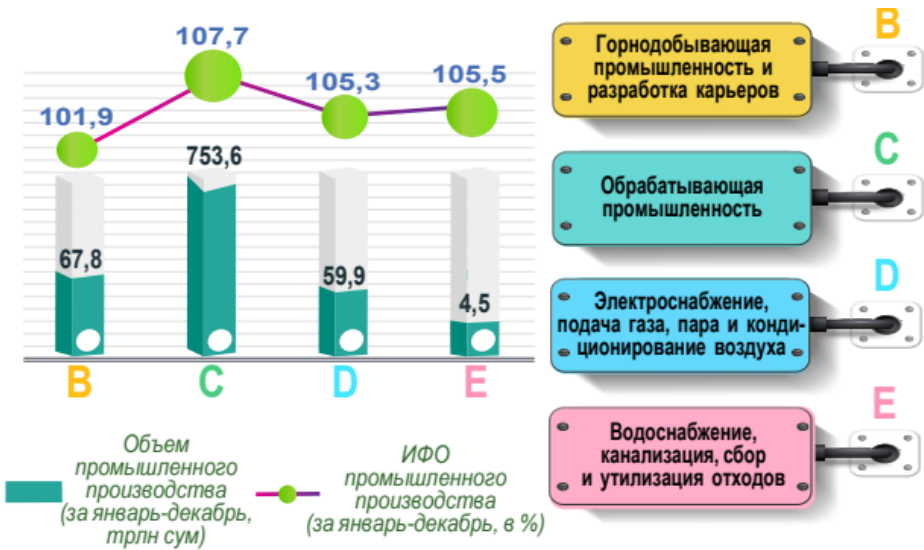 107,7
105,3
105,5
101,9
753,6
67,8
59,9
4,5
B
C
D
E
Объем
промышленного
производства
(за январь-декабрь,
трлн сум)
ИФО
промышленного
производства
(за январь-декабрь, в %)
B
Горнодобывающая
промышленность и
разработка карьеров
C
Обрабатывающая
промышленность
D
Электроснабжение,
подача газа, пара и конди-
ционирование воздуха
E
Водоснабжение,
канализация, сбор
и утилизация отходов